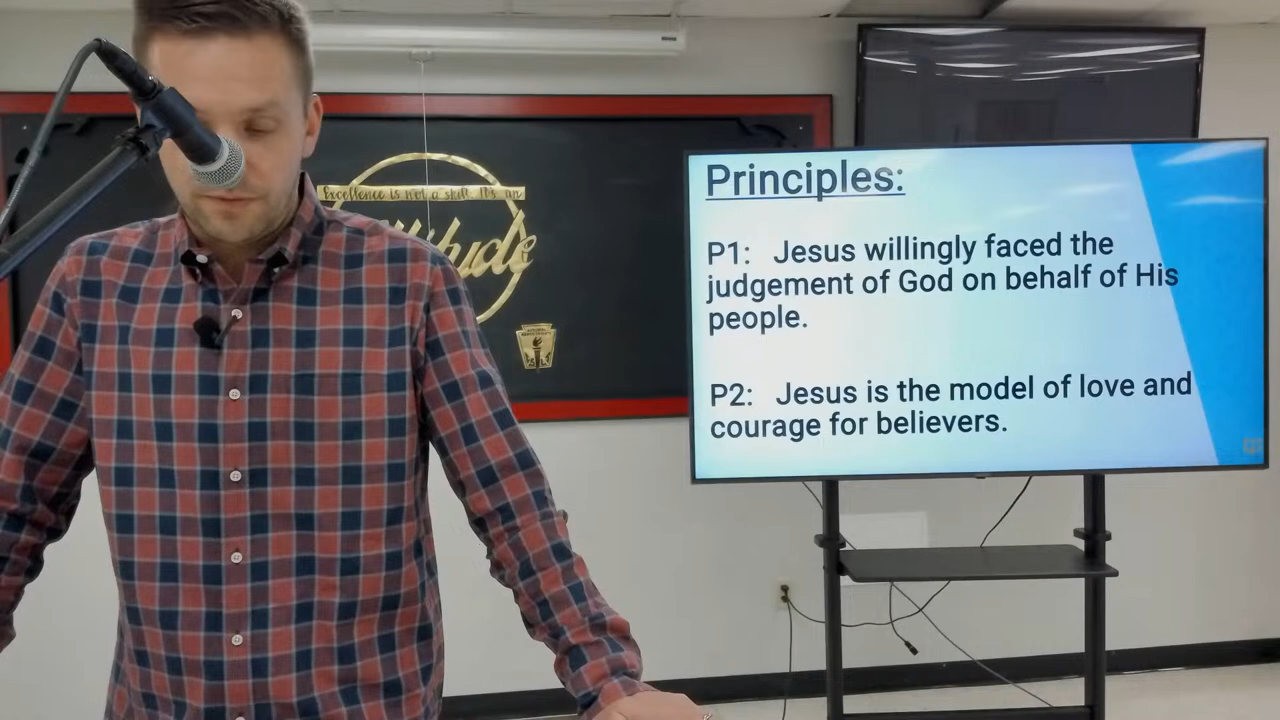 Excellence is not a skill. It's an
Principles:
P1: Jesus willingly faced the
judgement of God on behalf of His
people.
P2: Jesus is the model of love and
courage for believers.